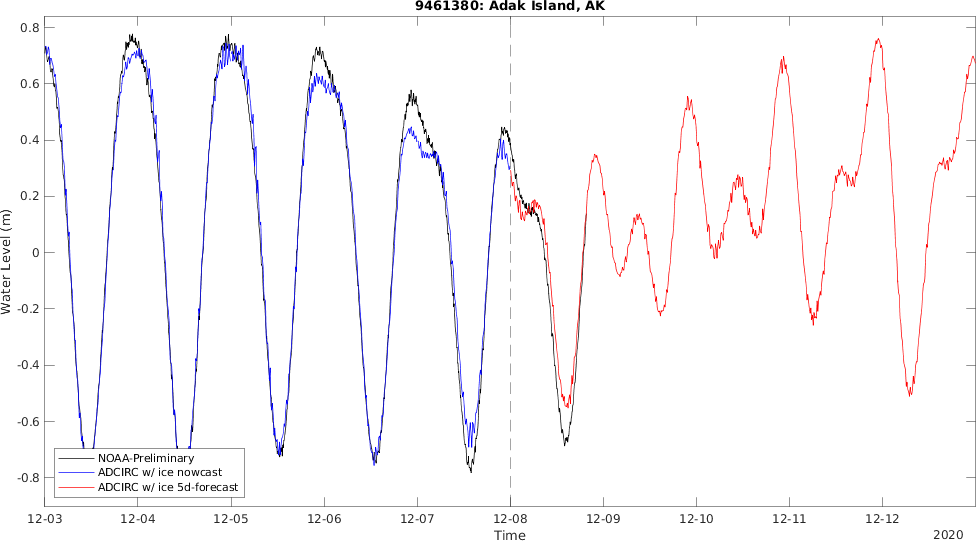 9461380: Adak Island, AK
0.8
0.6
0.4
0.2
0
-0.2
-0.4
-0.6
-0.8
Water Level (m)
NOAA-Preliminary
ADCIRC w/ ice nowcast
ADCIRC w/ ice 5d-forecast
12-03 12-04 12-05 12-06 12-07 12-08 12-09 12-10 12-11 12-12
Time
2020